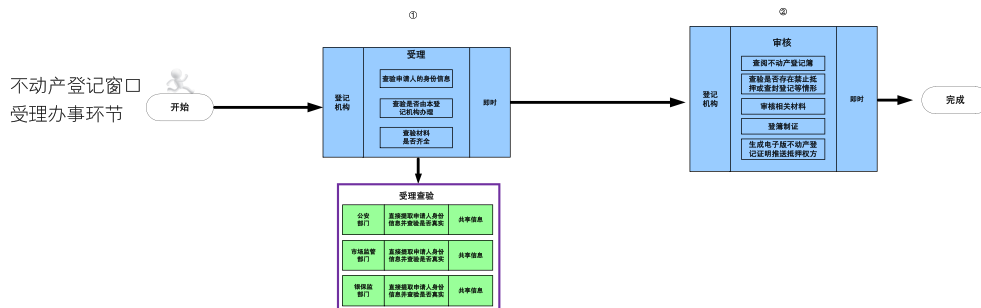 ①
②
不动产登记窗口
受理办事环节
开始
登记
机构
受理
查验申请人的身份信息
查验是否由本登
记机构办理
查验材料
是否齐全
即时
登记
机构
审核
查阅不动产登记簿
查验是否存在禁止抵
押或查封登记等情形
审核相关材料
登簿制证
生成电子版不动产登
记证明推送抵押权方
即时
完成
受理查验
公安
部门
直接提取申请人身份
信息并查验是否真实
共享信息
市场监管
部门
直接提取申请人身份
信息并查验是否真实
共享信息
银保监
部门
直接提取申请人身份
信息并查验是否真实
共享信息